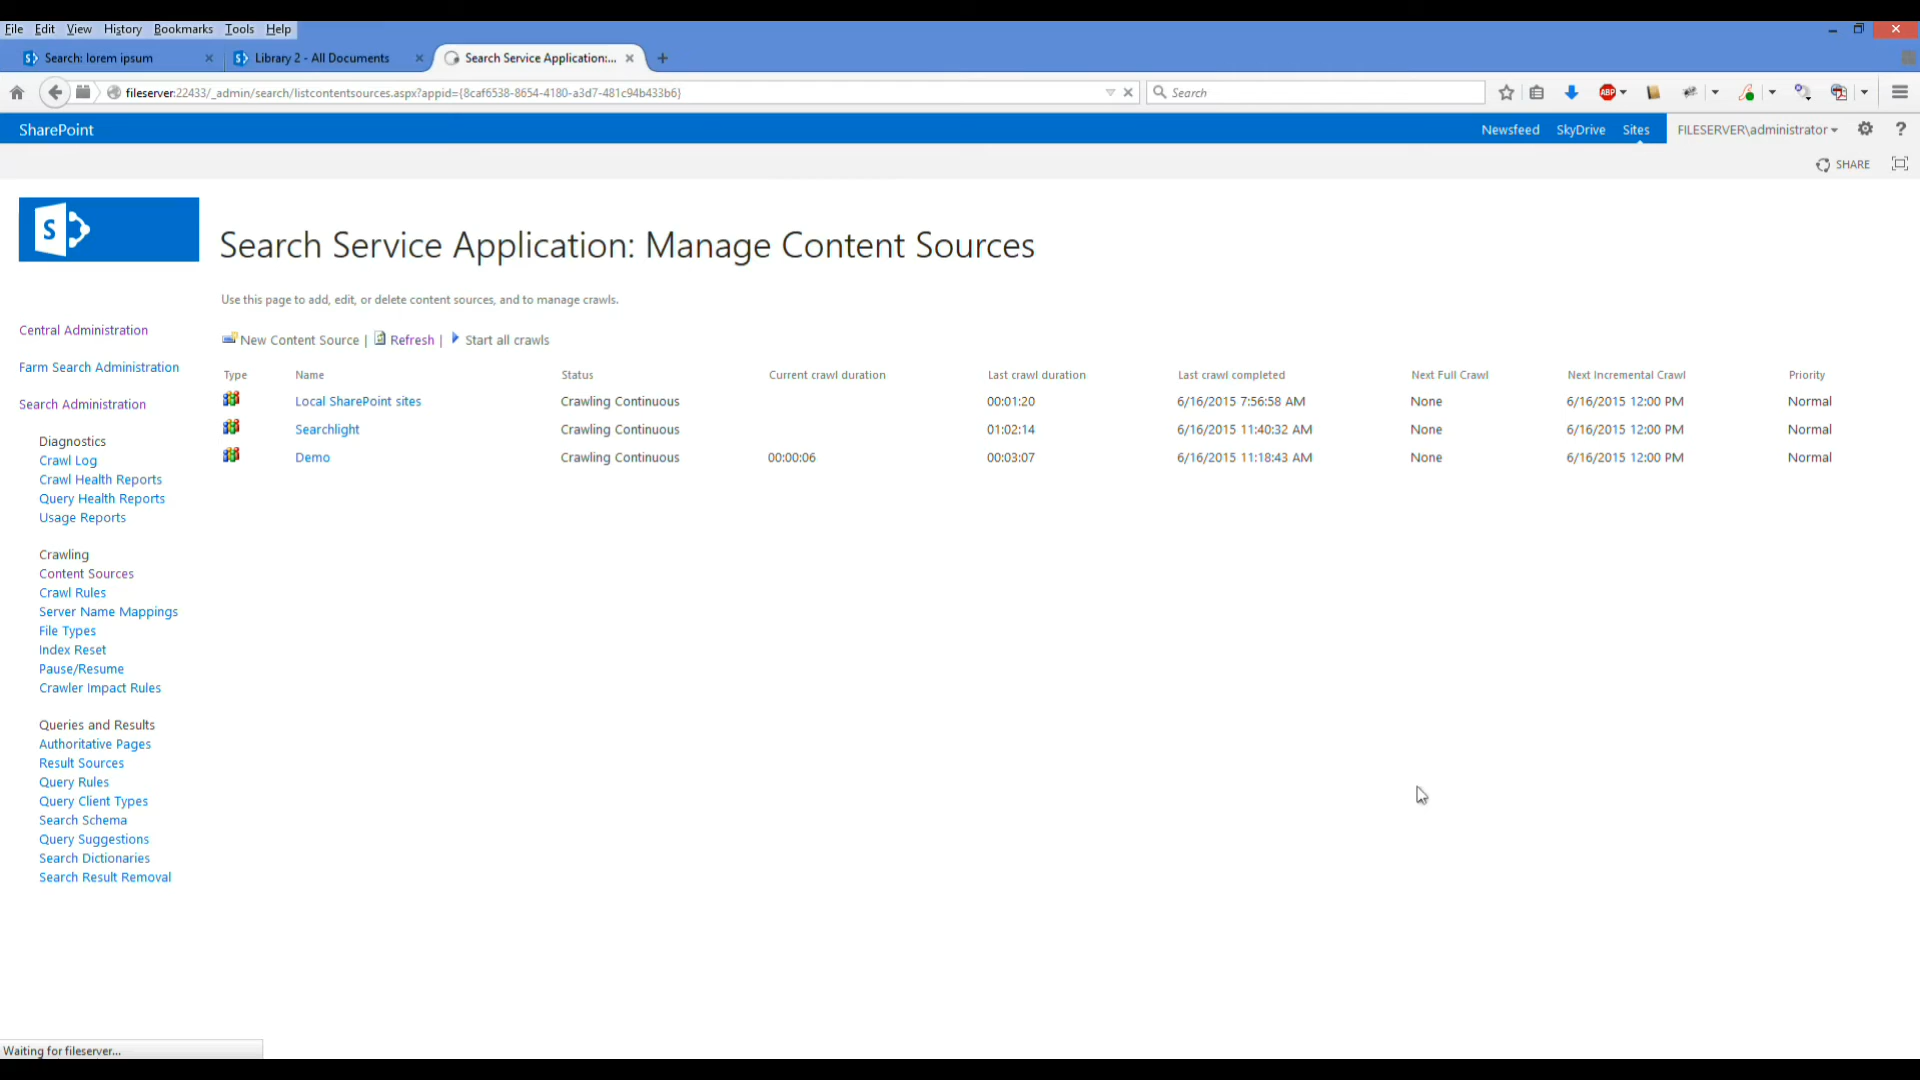 File Edit View History Bookmarks Tools Help
Search: lorem ipsum
Library 2 - All Documents
Search Service Application:...
fileserver:22433/_admin/search/listcontentsources.aspx?appid={8caf6538-8654-4180-a3d7-481c94b433b6}
Search
ABP
SharePoint
Newsfeed SkyDrive Sites FILESERVER\administrator ?
SHARE
S
Search Service Application: Manage Content Sources
Use this page to add, edit, or delete content sources, and to manage crawls.
New Content Source | Refresh | Start all crawls
Type Name Status Current crawl duration Last crawl duration Last crawl completed Next Full Crawl Next Incremental Crawl Priority
Local SharePoint sites Crawling Continuous 00:01:20 6/16/2015 7:56:58 AM None 6/16/2015 12:00 PM Normal
Searchlight Crawling Continuous 01:02:14 6/16/2015 11:40:32 AM None 6/16/2015 12:00 PM Normal
Demo Crawling Continuous 00:00:06 00:03:07 6/16/2015 11:18:43 AM None 6/16/2015 12:00 PM Normal
Central Administration
Farm Search Administration
Search Administration
Diagnostics
Crawl Log
Crawl Health Reports
Query Health Reports
Usage Reports
Crawling
Content Sources
Crawl Rules
Server Name Mappings
File Types
Index Reset
Pause/Resume
Crawler Impact Rules
Queries and Results
Authoritative Pages
Result Sources
Query Rules
Query Client Types
Search Schema
Query Suggestions
Search Dictionaries
Search Result Removal
Waiting for fileserver...